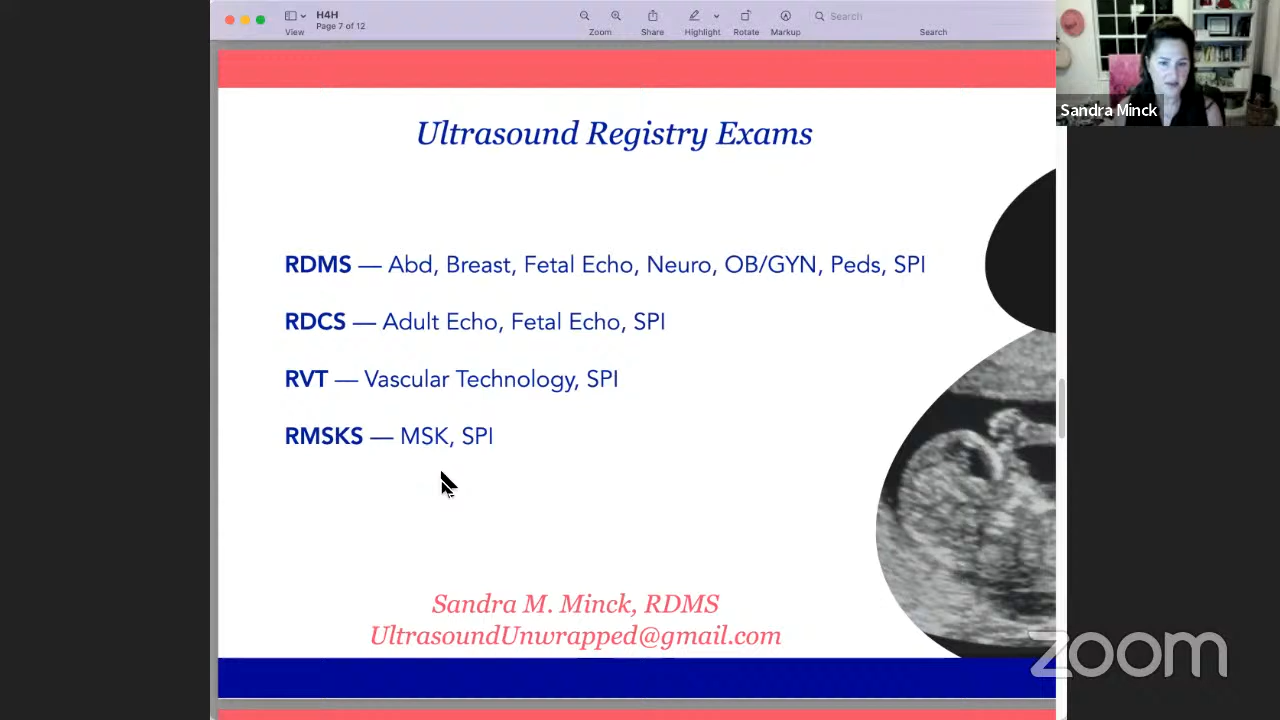 H4H
Page 7 of 12
View
Zoom
Share
Highlight
Rotate
Markup
Search
Search
Sandra Minck
Ultrasound Registry Exams
RDMS — Abd, Breast, Fetal Echo, Neuro, OB/GYN, Peds, SPI
RDCS — Adult Echo, Fetal Echo, SPI
RVT — Vascular Technology, SPI
RMSKS — MSK, SPI
Sandra M. Minck, RDMS
UltrasoundUnwrapped@gmail.com
zoom